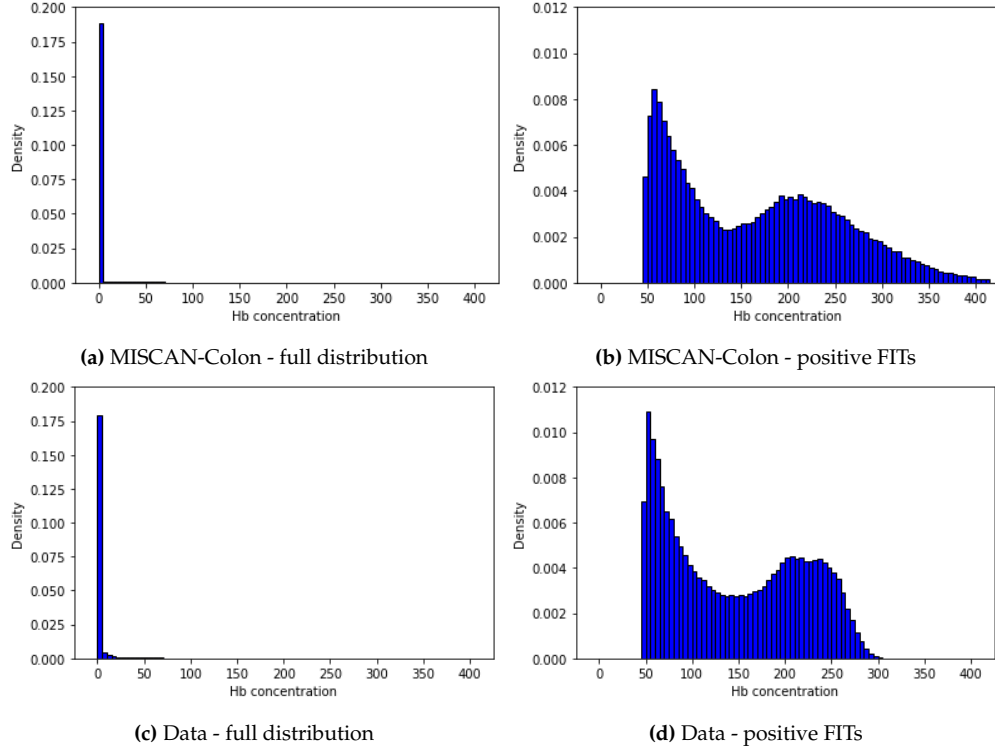 0.200
0.175
0.150
0.125
0.100
0.075
0.050
0.025
0.000
Density
0 50 100 150 200 250 300 350 400
Hb concentration
(a) MISCAN-Colon - full distribution
0.012
0.010
0.008
0.006
0.004
0.002
0.000
Density
0 50 100 150 200 250 300 350 400
Hb concentration
(b) MISCAN-Colon - positive FITs
0.200
0.175
0.150
0.125
0.100
0.075
0.050
0.025
0.000
Density
0 50 100 150 200 250 300 350 400
Hb concentration
(c) Data - full distribution
0.012
0.010
0.008
0.006
0.004
0.002
0.000
Density
0 50 100 150 200 250 300 350 400
Hb concentration
(d) Data - positive FITs